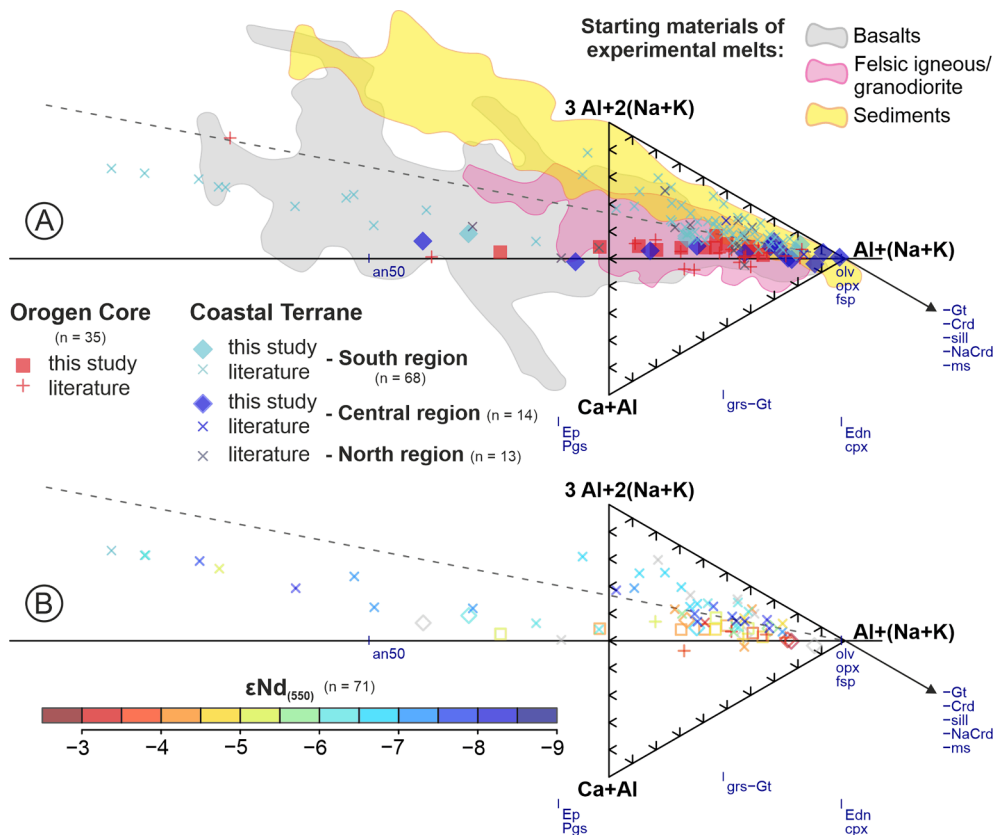 Starting materials of
experimental melts:
Basalts
Felsic igneous/
granodiorite
Sediments
3 Al+2(Na+K)
A
Al+(Na+K)
an50
olv
opx
fsp
−Gt
−Crd
−sill
−NaCrd
−ms
Orogen Core
(n = 35)
this study
literature
Coastal Terrane
this study
literature
- South region
(n = 68)
this study
literature
- Central region (n = 14)
literature
- North region (n = 13)
Ca+Al
grs−Gt
Ep
Pgs
Edn
cpx
3 Al+2(Na+K)
B
Al+(Na+K)
an50
olv
opx
fsp
−Gt
−Crd
−sill
−NaCrd
−ms
εNd(550) (n = 71)
−3 −4 −5 −6 −7 −8 −9
Ca+Al
grs−Gt
Ep
Pgs
Edn
cpx